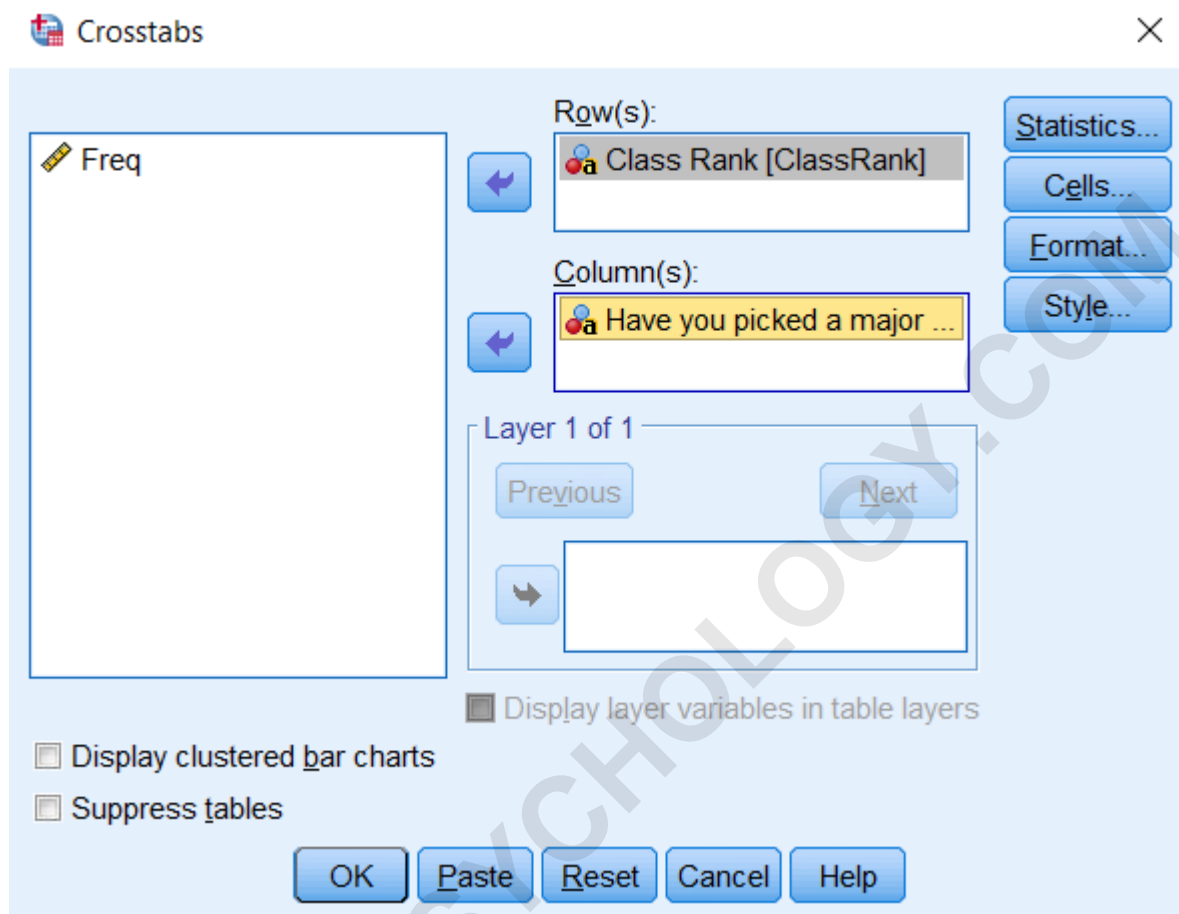 Crosstabs
Freq
Row(s):
a Class Rank [ClassRank]
Column(s):
a Have you picked a major ...
Statistics...
Cells...
Format...
Style...
Layer 1 of 1
Previous
Next
Display layer variables in table layers
Display clustered bar charts
Suppress tables
OK
Paste
Reset
Cancel
Help
SYCHOLOGY.COM